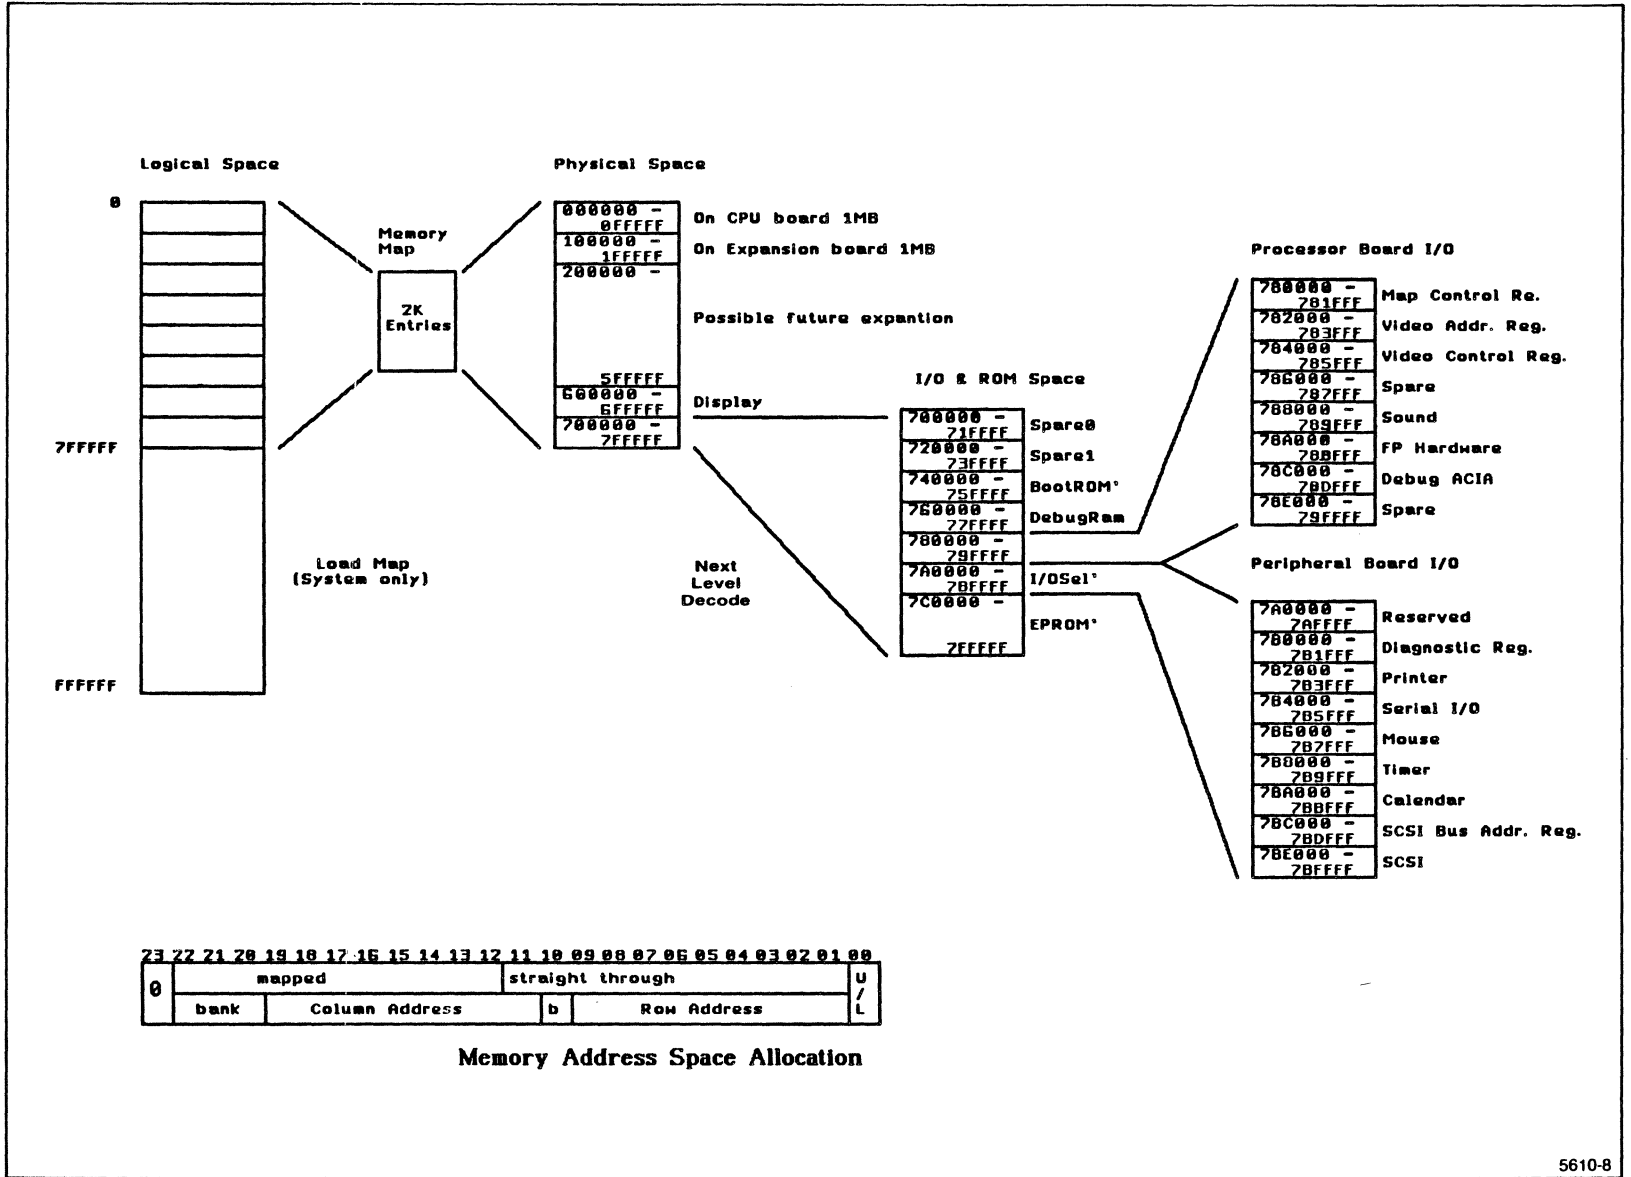 Logical Space
0
7FFFFF
FFFFFF
Load Map
(System only)
Memory
Map
2K
Entries
Physical Space
000000 -
0FFFFF
On CPU board 1MB
100000 -
1FFFFF
On Expansion board 1MB
200000 -
Possible future expantion
5FFFFF
600000 -
6FFFFF
Display
700000 -
7FFFFF
Next
Level
Decode
I/O & ROM Space
700000 -
71FFFF
Spare0
720000 -
73FFFF
Spare1
740000 -
75FFFF
BootROM'
760000 -
77FFFF
DebugRam
780000 -
79FFFF
7A0000 -
7BFFFF
I/OSel'
7C0000 -
EPROM'
7FFFFF
Processor Board I/O
780000 -
781FFF
Map Control Re.
782000 -
783FFF
Video Addr. Reg.
784000 -
785FFF
Video Control Reg.
786000 -
787FFF
Spare
788000 -
789FFF
Sound
78A000 -
78BFFF
FP Hardware
78C000 -
78DFFF
Debug ACIA
78E000 -
79FFFF
Spare
Peripheral Board I/O
7A0000 -
7AFFFF
Reserved
7B0000 -
7B1FFF
Diagnostic Reg.
7B2000 -
7B3FFF
Printer
7B4000 -
7B5FFF
Serial I/O
7B6000 -
7B7FFF
Mouse
7B8000 -
7B9FFF
Timer
7BA000 -
7BBFFF
Calendar
7BC000 -
7BDFFF
SCSI Bus Addr. Reg.
7BE000 -
7BFFFF
SCSI
23 22 21 20 19 18 17 16 15 14 13 12 11 10 09 08 07 06 05 04 03 02 01 00
0 mapped straight through U/L
bank Column Address b Row Address
Memory Address Space Allocation
5610-8